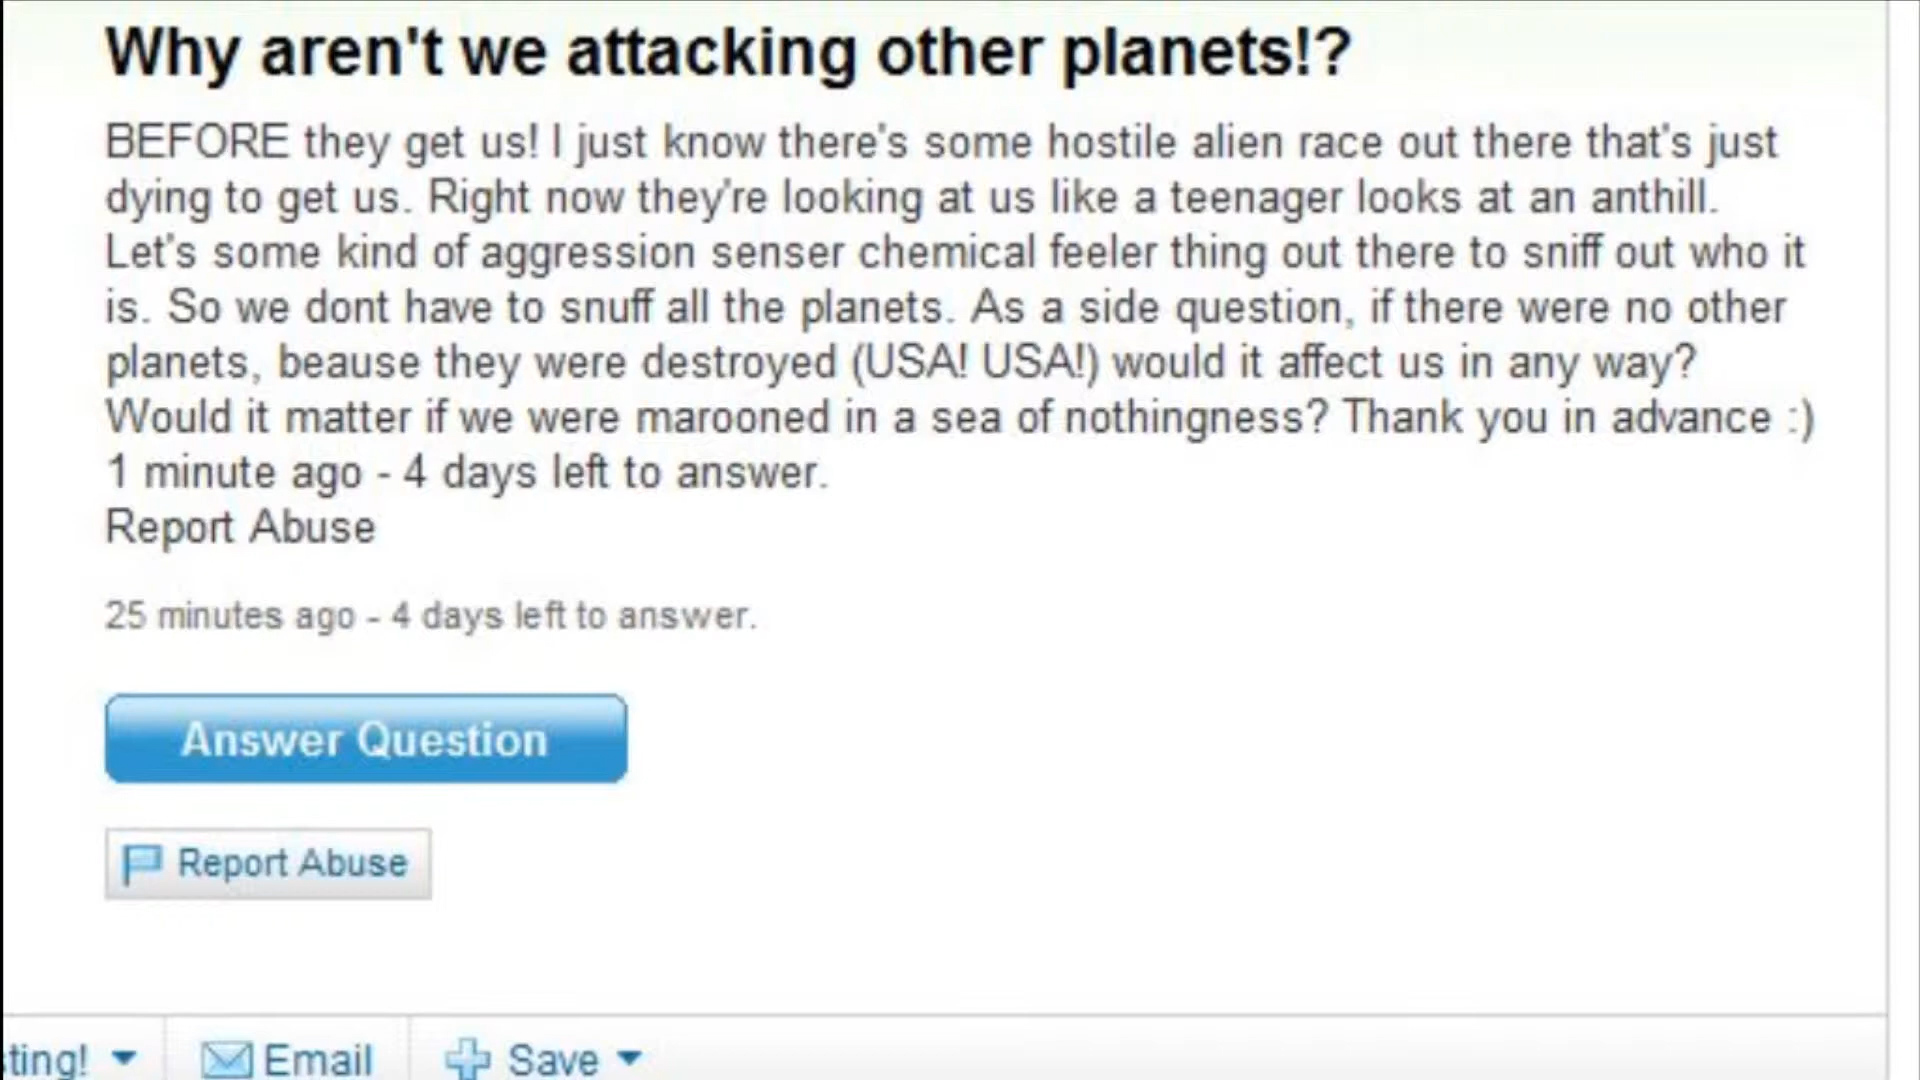 Why aren't we attacking other planets!?
BEFORE they get us! I just know there's some hostile alien race out there that's just
dying to get us. Right now they're looking at us like a teenager looks at an anthill.
Let's some kind of aggression senser chemical feeler thing out there to sniff out who it
is. So we dont have to snuff all the planets. As a side question, if there were no other
planets, beause they were destroyed (USA! USA!) would it affect us in any way?
Would it matter if we were marooned in a sea of nothingness? Thank you in advance :)
1 minute ago - 4 days left to answer.
Report Abuse
25 minutes ago - 4 days left to answer.
Answer Question
Report Abuse
sting! Email Save